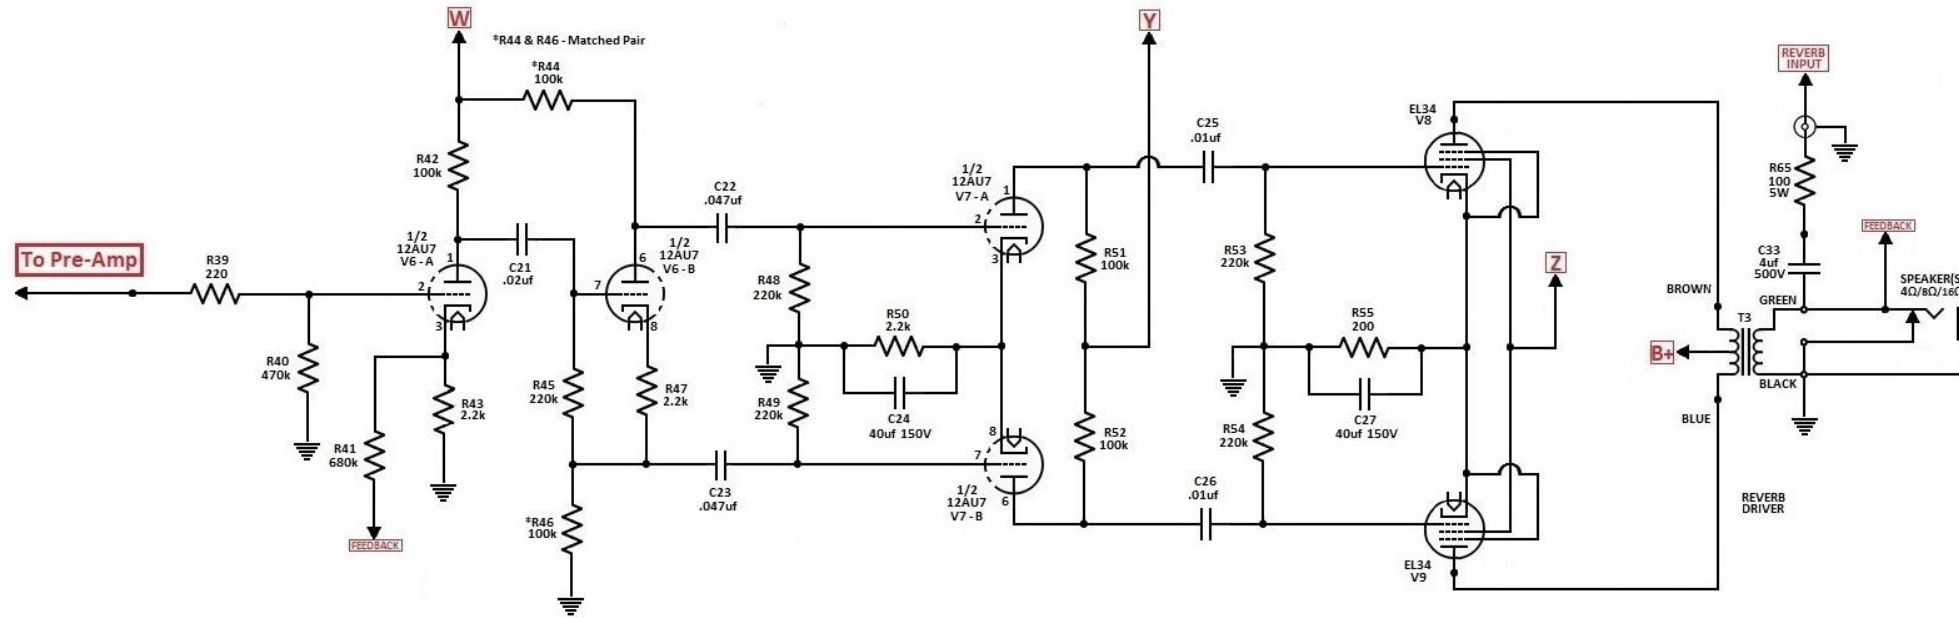 W
*R44 & R46 - Matched Pair
*R44
100k
R42
100k
To Pre-Amp
R39
220
1/2
12AU7
V6 - A
1
2
3
C21
.02uf
R40
470k
R41
680k
FEEDBACK
R43
2.2k
1/2
12AU7
V6 - B
6
7
8
R45
220k
R47
2.2k
*R46
100k
C22
.047uf
C23
.047uf
R48
220k
R49
220k
R50
2.2k
C24
40uf 150V
1/2
12AU7
V7 - A
1
2
3
8
7
6
1/2
12AU7
V7 - B
Y
R51
100k
R52
100k
C25
.01uf
C26
.01uf
R53
220k
R54
220k
R55
200
C27
40uf 150V
EL34
V8
EL34
V9
Z
B+
BROWN
BLUE
T3
GREEN
BLACK
REVERB
DRIVER
REVERB
INPUT
R65
100
5W
C33
4uf
500V
FEEDBACK
SPEAKER(S
4Ω/8Ω/16Ω